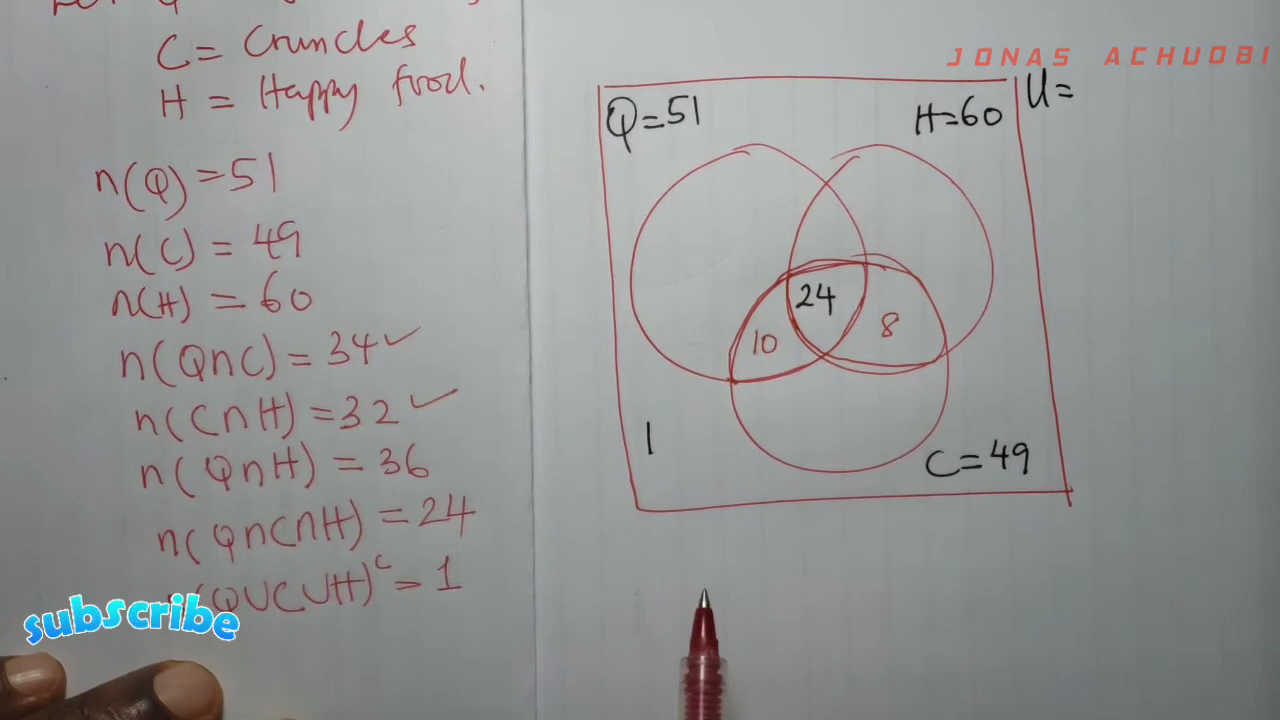 C = Crunches
H = Happy food.
n(Q) = 51
n(C) = 49
n(H) = 60
n(Q∩C) = 34 ✓
n(C∩H) = 32 ✓
n(Q∩H) = 36
n(Q∩C∩H) = 24
(Q∪C∪H)ᶜ = 1
JONAS ACHUOBI
U =
Q=51
H=60
24
10
8
1
C=49
subscribe